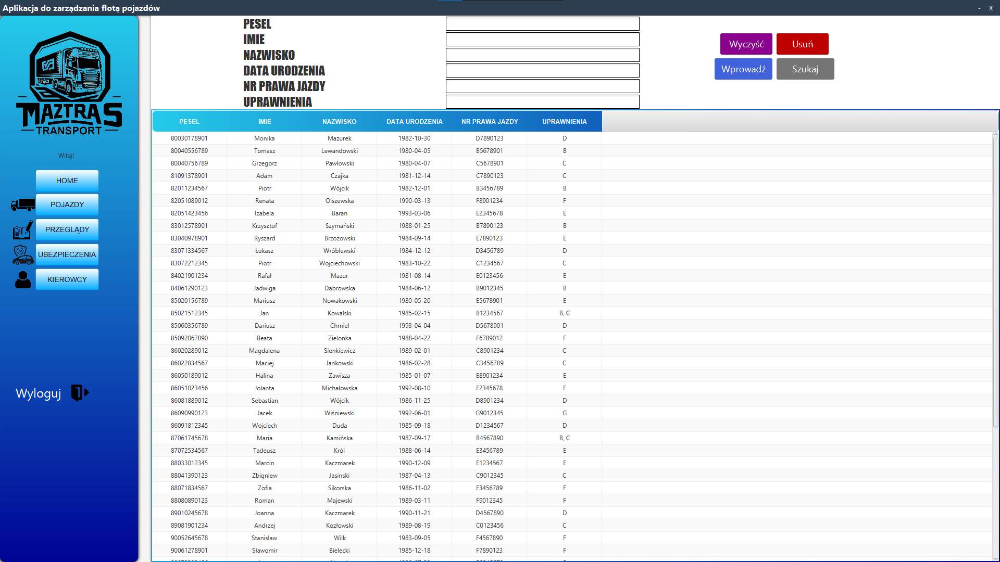 Aplikacja do zarządzania flotą pojazdów
- X
MAZTRAS
TRANSPORT
Witaj!
HOME
POJAZDY
PRZEGLĄDY
UBEZPIECZENIA
KIEROWCY
Wyloguj
PESEL
IMIE
NAZWISKO
DATA URODZENIA
NR PRAWA JAZDY
UPRAWNIENIA
Wyczyść Usuń
Wprowadź Szukaj
PESEL IMIE NAZWISKO DATA URODZENIA NR PRAWA JAZDY UPRAWNIENIA
80030178901 Monika Mazurek 1982-10-30 D7890123 D
80040556789 Tomasz Lewandowski 1980-04-05 B5678901 B
80040756789 Grzegorz Pawłowski 1980-04-07 C5678901 C
81091378901 Adam Czajka 1981-12-14 C7890123 C
82011234567 Piotr Wójcik 1982-12-01 B3456789 B
82051089012 Renata Olszewska 1990-03-13 F8901234 F
82051423456 Izabela Baran 1993-03-06 E2345678 E
83012578901 Krzysztof Szymański 1988-01-25 B7890123 B
83040978901 Ryszard Brzozowski 1984-09-14 E7890123 E
83071334567 Łukasz Wróblewski 1984-12-12 D3456789 D
83072212345 Piotr Wojciechowski 1983-10-22 C1234567 C
84021901234 Rafał Mazur 1981-08-14 E0123456 E
84061290123 Jadwiga Dąbrowska 1984-06-12 B9012345 B
85020156789 Mariusz Nowakowski 1980-05-20 E5678901 E
85021512345 Jan Kowalski 1985-02-15 B1234567 B, C
85060356789 Dariusz Chmiel 1993-04-04 D5678901 D
85092067890 Beata Zielonka 1988-04-22 F6789012 F
86020289012 Magdalena Sienkiewicz 1989-02-01 C8901234 C
86022834567 Maciej Jankowski 1986-02-28 C3456789 C
86050189012 Halina Zawisza 1985-01-07 E8901234 E
86051023456 Jolanta Michałowska 1992-08-10 F2345678 F
86081889012 Sebastian Wójcik 1986-11-25 D8901234 D
86090990123 Jacek Wiśniewski 1992-06-01 G9012345 G
86091812345 Wojciech Duda 1985-09-18 D1234567 D
87061745678 Maria Kamińska 1987-09-17 B4567890 B, C
87072534567 Tadeusz Król 1988-06-14 E3456789 E
88033012345 Marcin Kaczmarek 1990-12-09 E1234567 E
88041390123 Zbigniew Jasinski 1987-04-13 C9012345 C
88071834567 Zofia Sikorska 1986-11-02 F3456789 F
88080890123 Roman Majewski 1989-03-11 F9012345 F
89010245678 Joanna Kaczmarek 1990-11-21 D4567890 D
89081901234 Andrzej Kozłowski 1989-08-19 C0123456 C
90052645678 Stanislaw Wilk 1983-09-05 F4567890 F
90061278901 Sławomir Bielecki 1985-12-18 F7890123 F